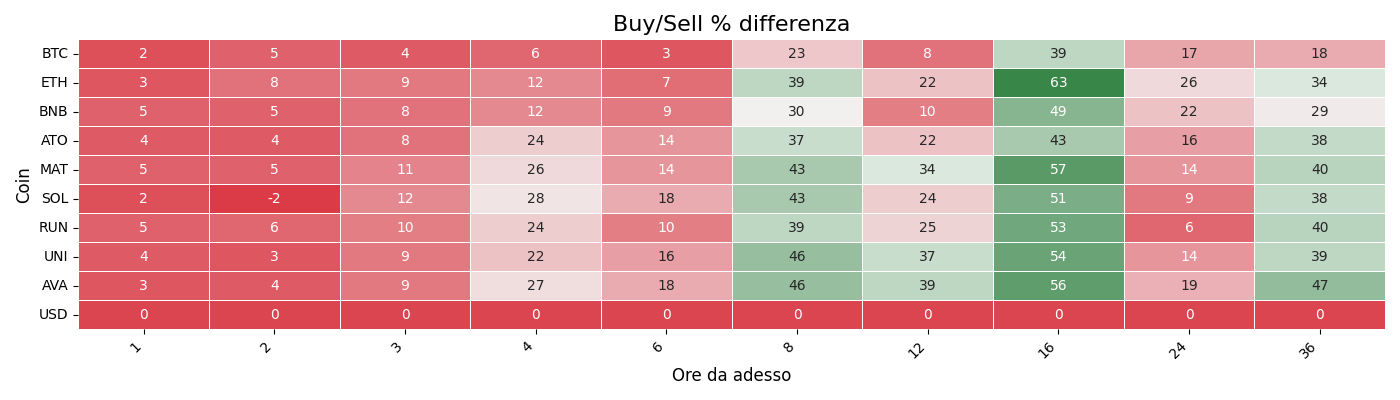 Buy/Sell % differenza
Coin
BTC 2 5 4 6 3 23 8 39 17 18
ETH 3 8 9 12 7 39 22 63 26 34
BNB 5 5 8 12 9 30 10 49 22 29
ATO 4 4 8 24 14 37 22 43 16 38
MAT 5 5 11 26 14 43 34 57 14 40
SOL 2 -2 12 28 18 43 24 51 9 38
RUN 5 6 10 24 10 39 25 53 6 40
UNI 4 3 9 22 16 46 37 54 14 39
AVA 3 4 9 27 18 46 39 56 19 47
USD 0 0 0 0 0 0 0 0 0 0
1 2 3 4 6 8 12 16 24 36
Ore da adesso